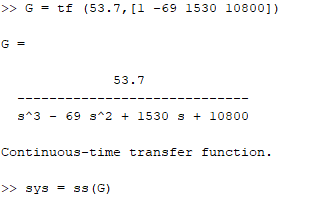 >> G = tf (53.7,[1 -69 1530 10800])
G =
53.7
-----------------------------
s^3 - 69 s^2 + 1530 s + 10800
Continuous-time transfer function.
>> sys = ss(G)